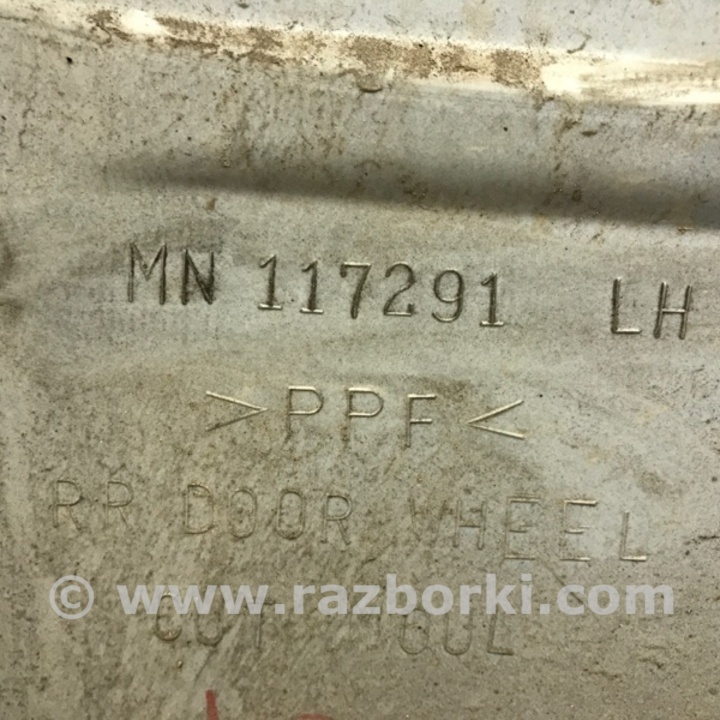 MN 117291 LH
>PPF<
RR DOOR WHEEL
© www.razborki.com